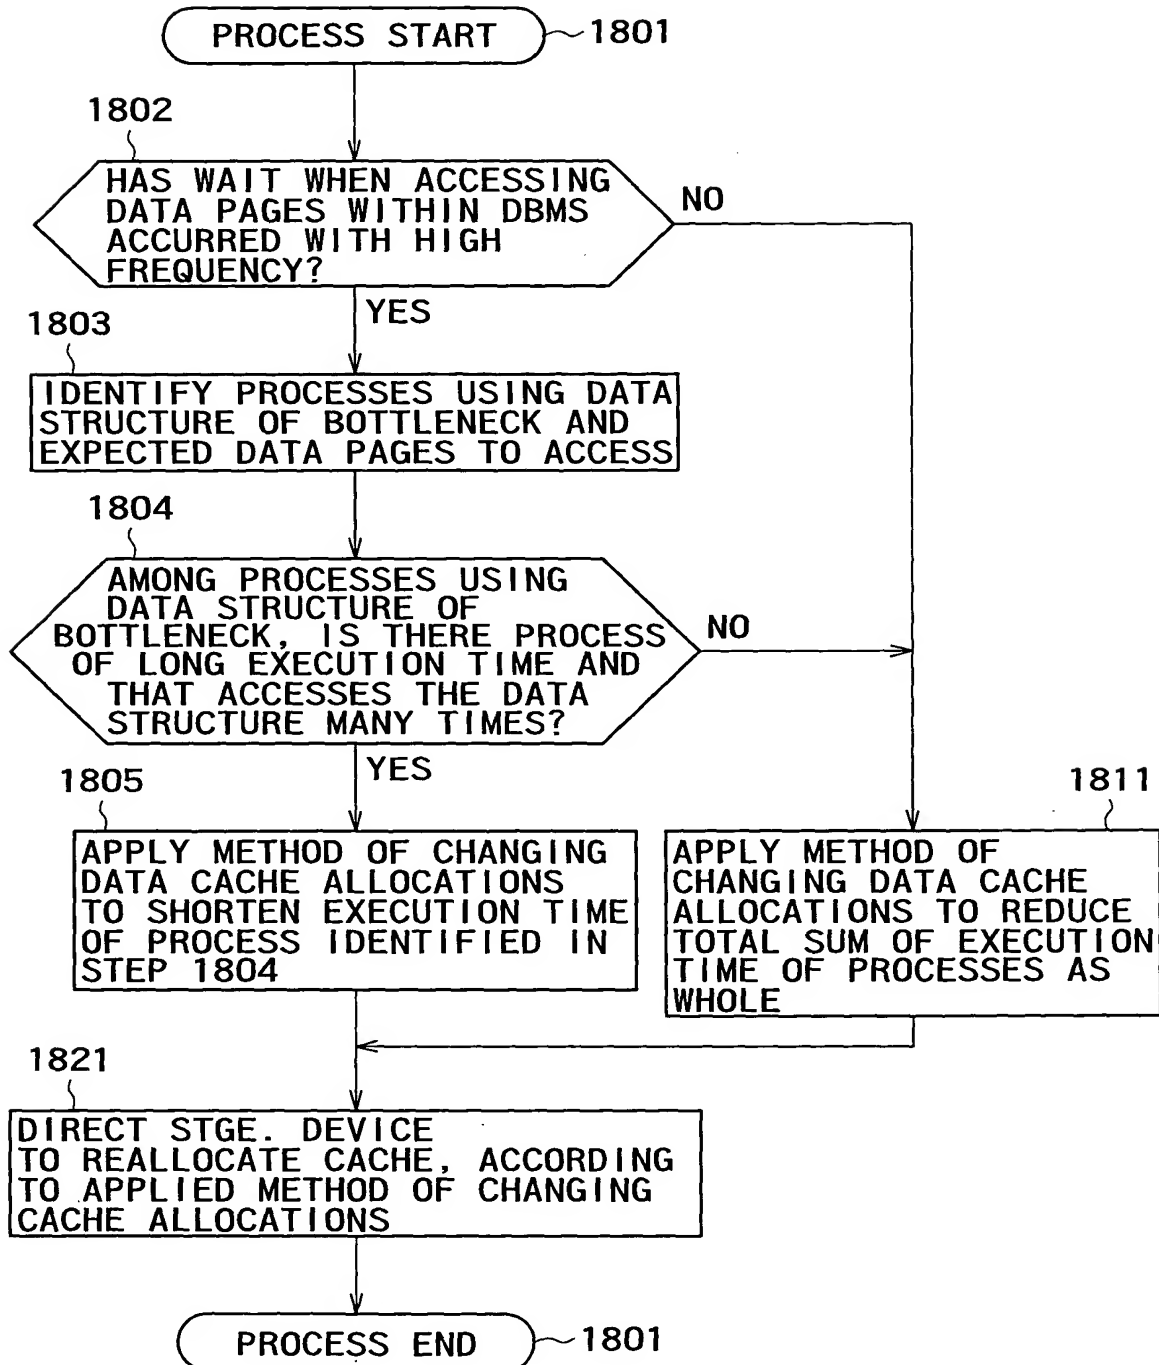 PROCESS START
1801
1802
HAS WAIT WHEN ACCESSING
DATA PAGES WITHIN DBMS
ACCURRED WITH HIGH
FREQUENCY?
NO
YES
1803
IDENTIFY PROCESSES USING DATA
STRUCTURE OF BOTTLENECK AND
EXPECTED DATA PAGES TO ACCESS
1804
AMONG PROCESSES USING
DATA STRUCTURE OF
BOTTLENECK, IS THERE PROCESS
OF LONG EXECUTION TIME AND
THAT ACCESSES THE DATA
STRUCTURE MANY TIMES?
NO
YES
1805
APPLY METHOD OF CHANGING
DATA CACHE ALLOCATIONS
TO SHORTEN EXECUTION TIME
OF PROCESS IDENTIFIED IN
STEP 1804
1811
APPLY METHOD OF
CHANGING DATA CACHE
ALLOCATIONS TO REDUCE
TOTAL SUM OF EXECUTION
TIME OF PROCESSES AS
WHOLE
1821
DIRECT STGE. DEVICE
TO REALLOCATE CACHE, ACCORDING
TO APPLIED METHOD OF CHANGING
CACHE ALLOCATIONS
PROCESS END
1801